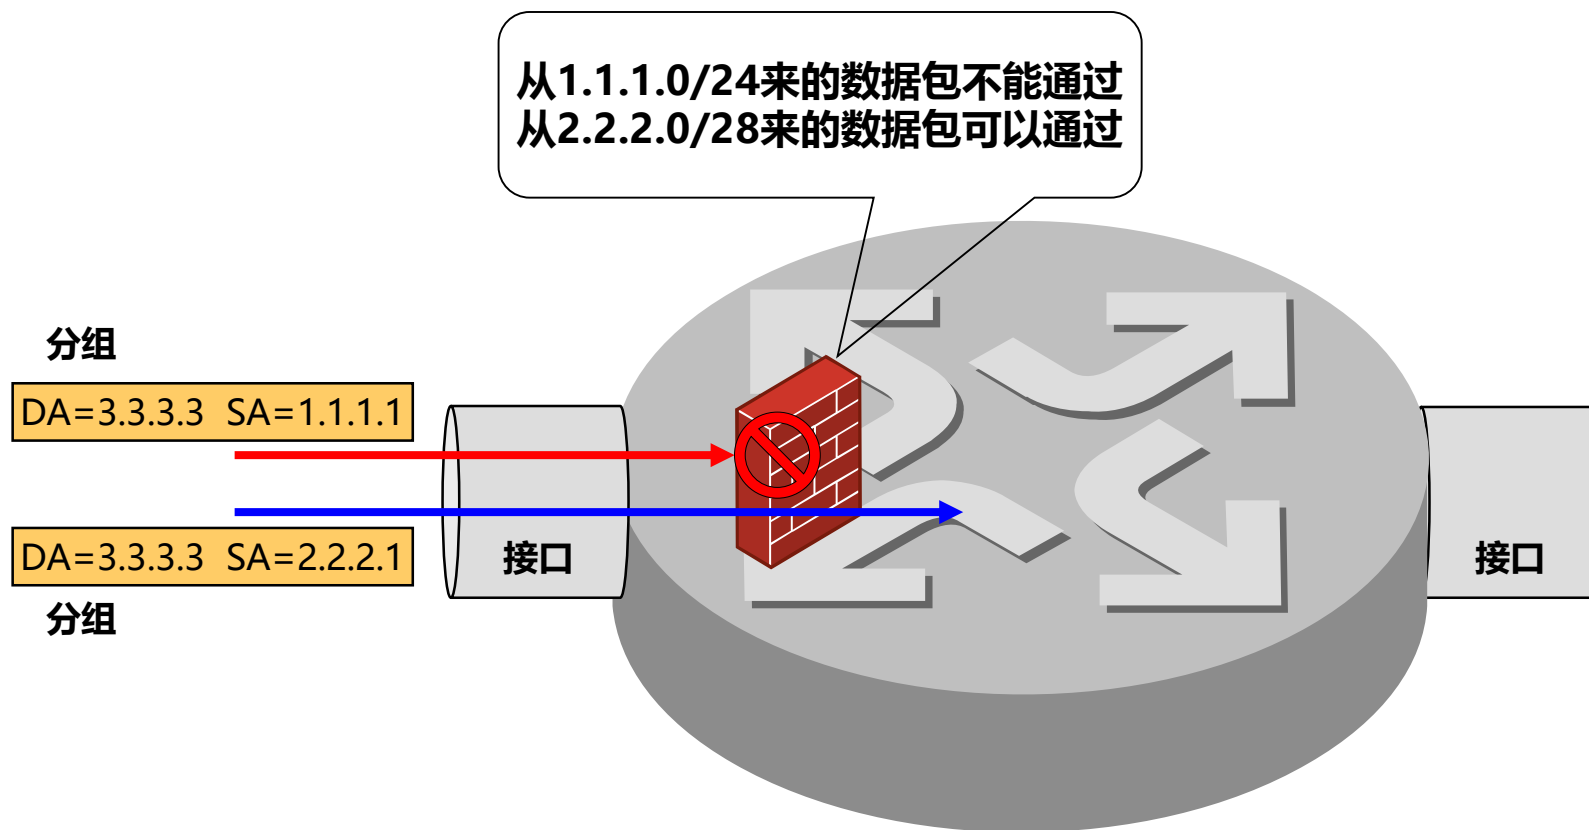 从1.1.1.0/24来的数据包不能通过
从2.2.2.0/28来的数据包可以通过
分组
DA=3.3.3.3 SA=1.1.1.1
DA=3.3.3.3 SA=2.2.2.1
分组
接口
接口